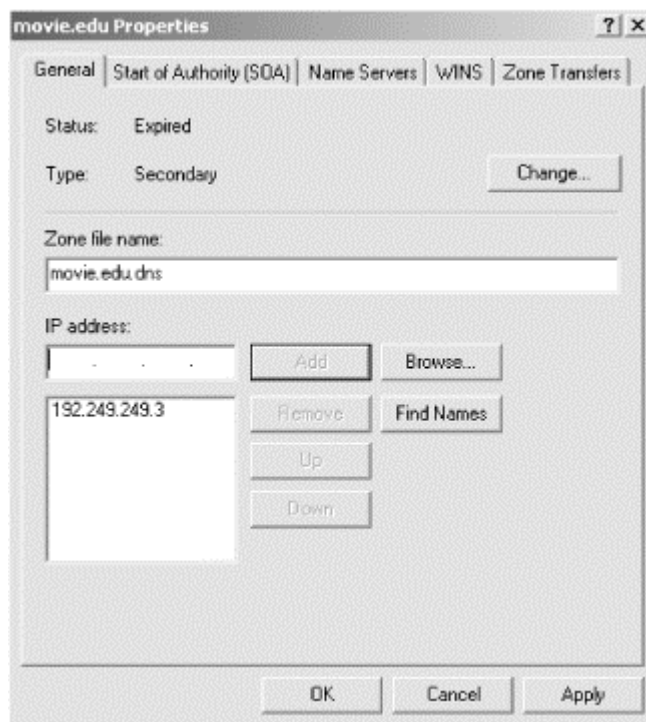 movie.edu Properties
General Start of Authority (SOA) Name Servers WINS Zone Transfers
Status: Expired
Type: Secondary Change...
Zone file name:
movie.edu.dns
IP address:
Add Browse...
192.249.249.3 Remove Find Names
Up
Down
OK Cancel Apply